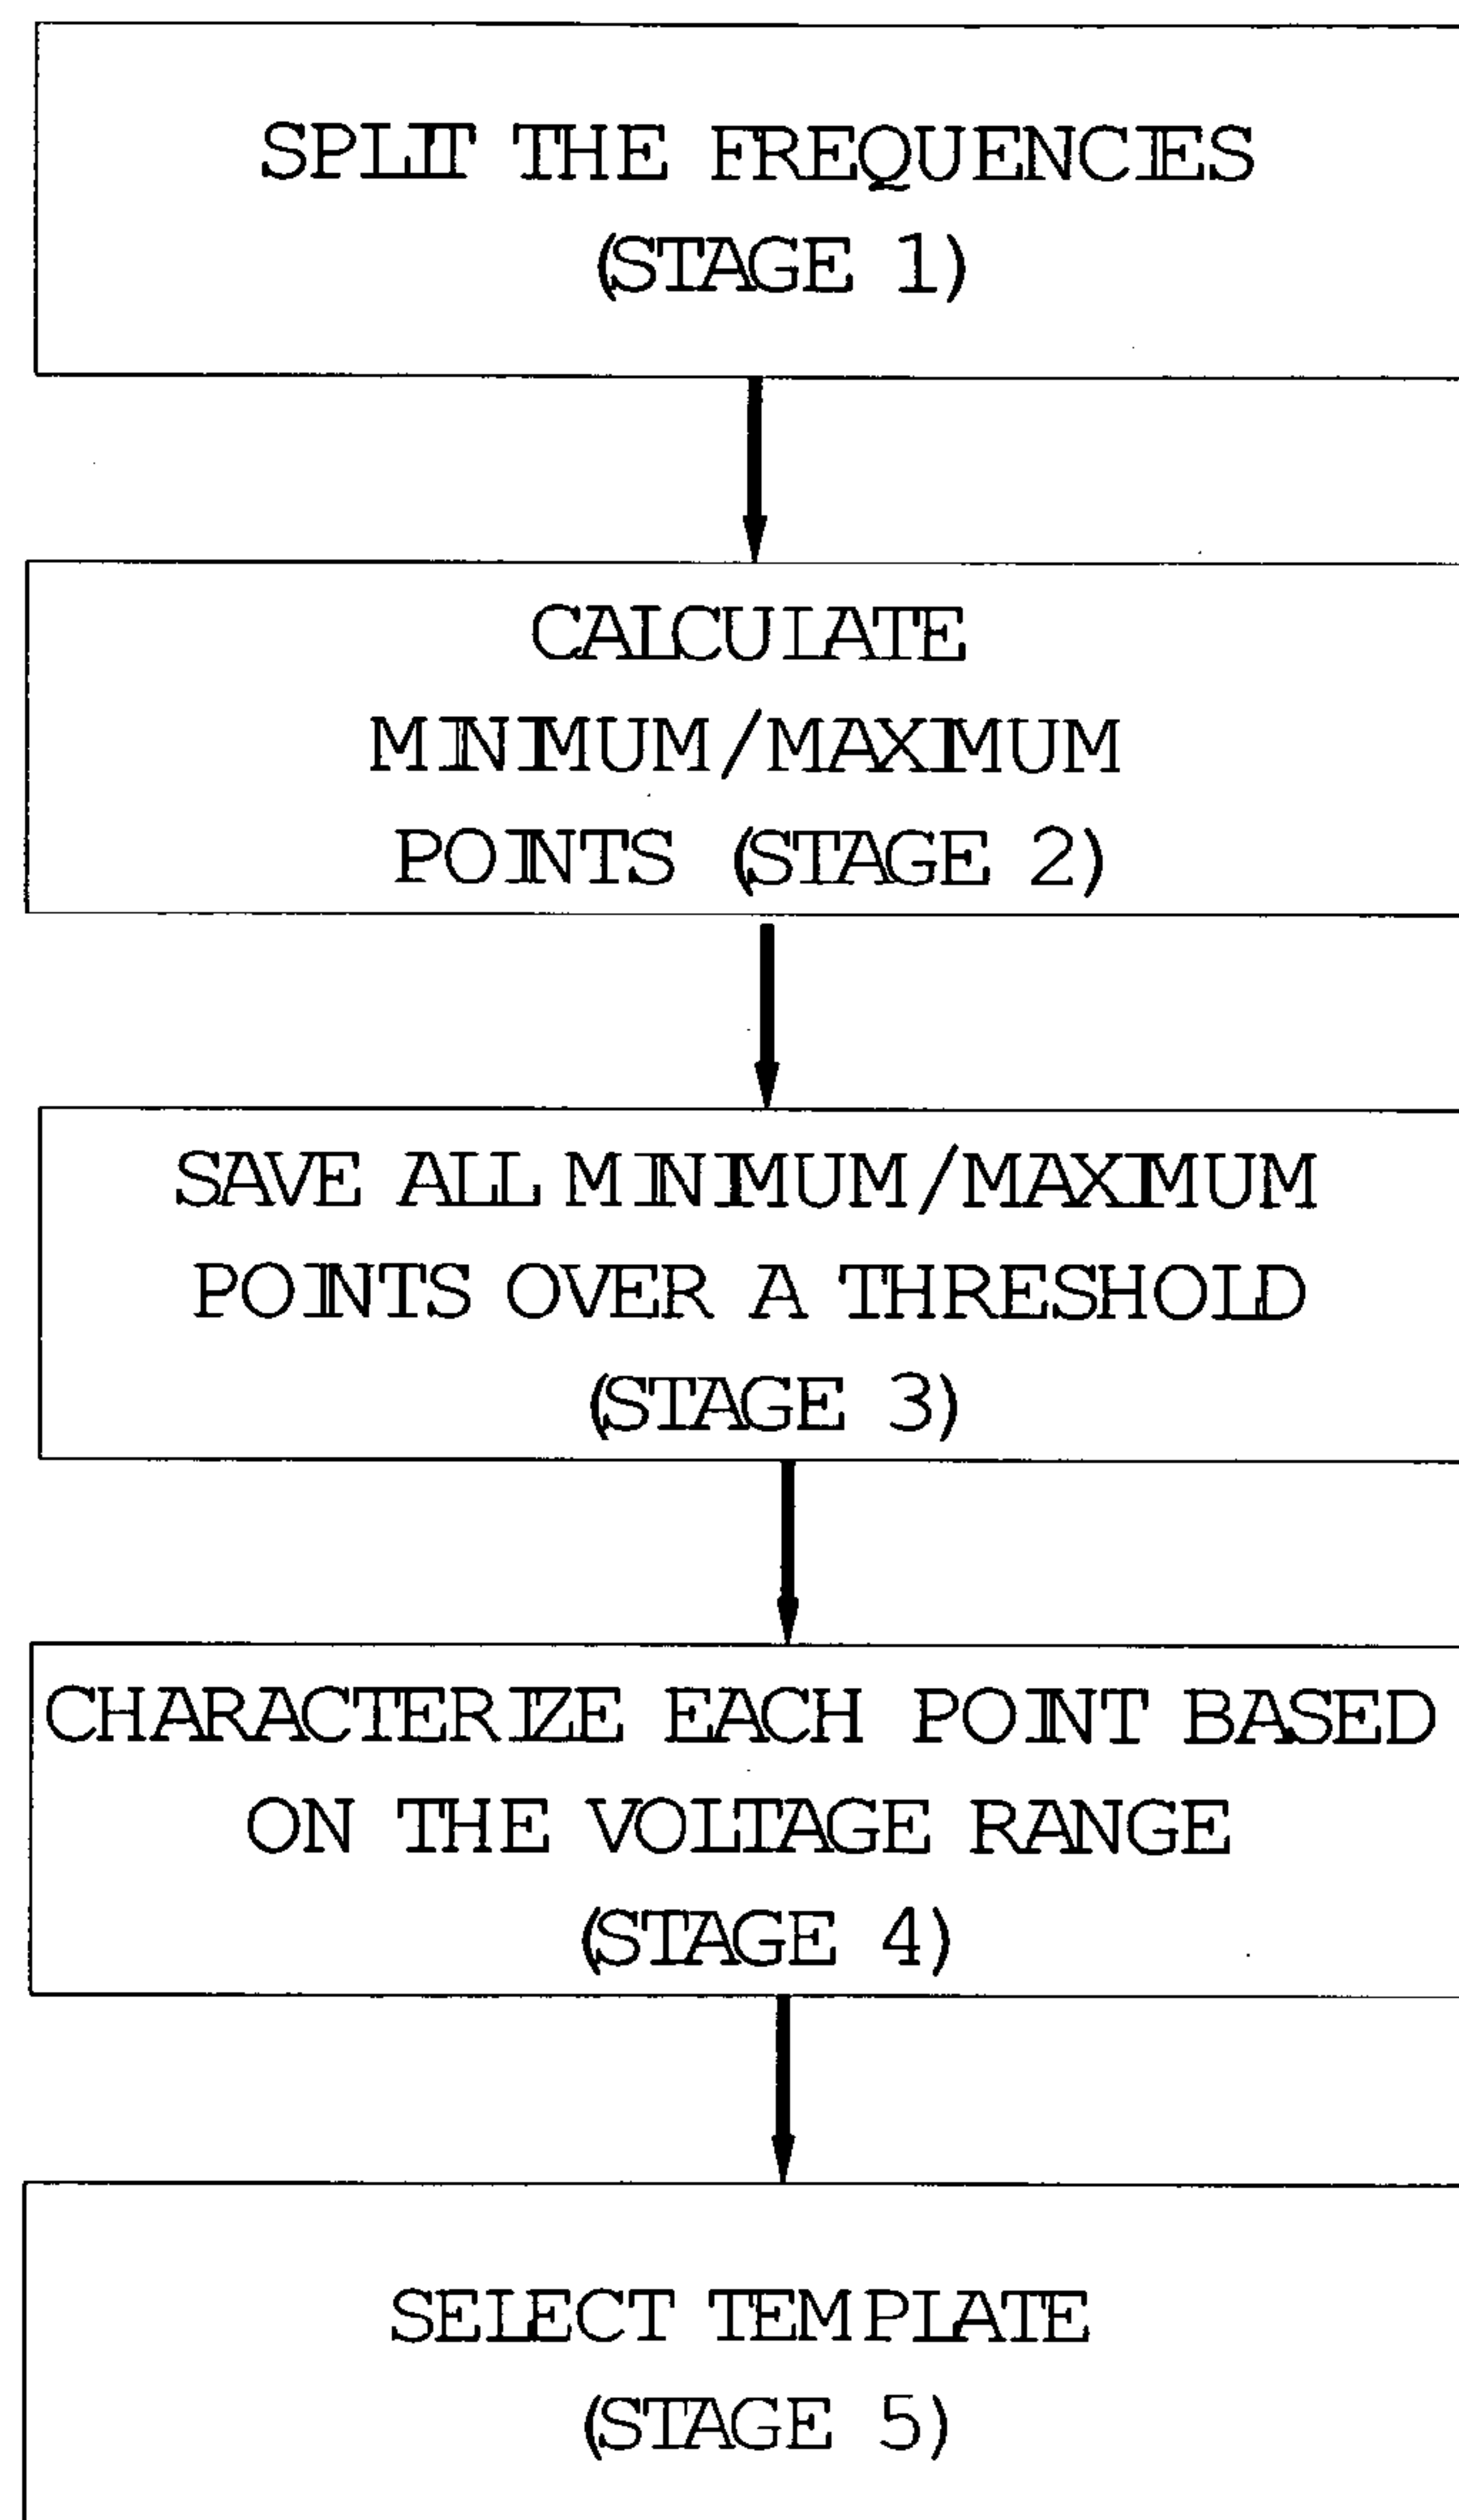 SPLIT THE FREQUENCIES
(STAGE 1)
CALCULATE
MINIMUM/MAXIMUM
POINTS (STAGE 2)
SAVE ALL MINIMUM/MAXIMUM
POINTS OVER A THRESHOLD
(STAGE 3)
CHARACTERIZE EACH POINT BASED
ON THE VOLTAGE RANGE
(STAGE 4)
SELECT TEMPLATE
(STAGE 5)